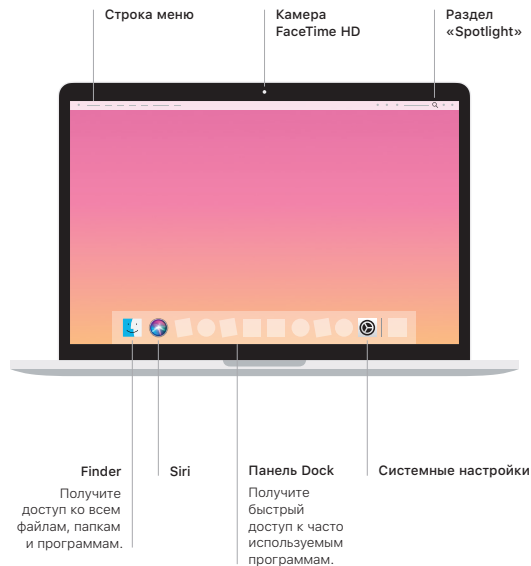 Строка меню
Камера
FaceTime HD
Раздел
«Spotlight»
Finder
Получите
доступ ко всем
файлам, папкам
и программам.
Siri
Панель Dock
Получите
быстрый
доступ к часто
используемым
программам.
Системные настройки